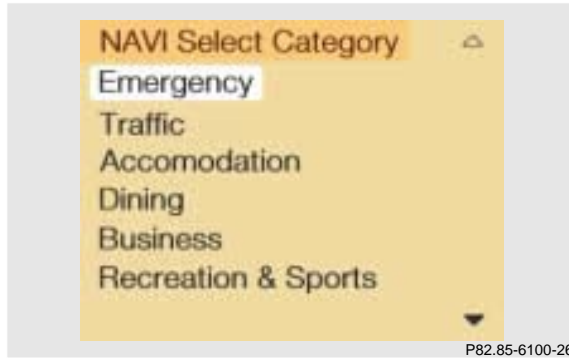 NAVI Select Category
Emergency
Traffic
Accomodation
Dining
Business
Recreation & Sports
P82.85-6100-26